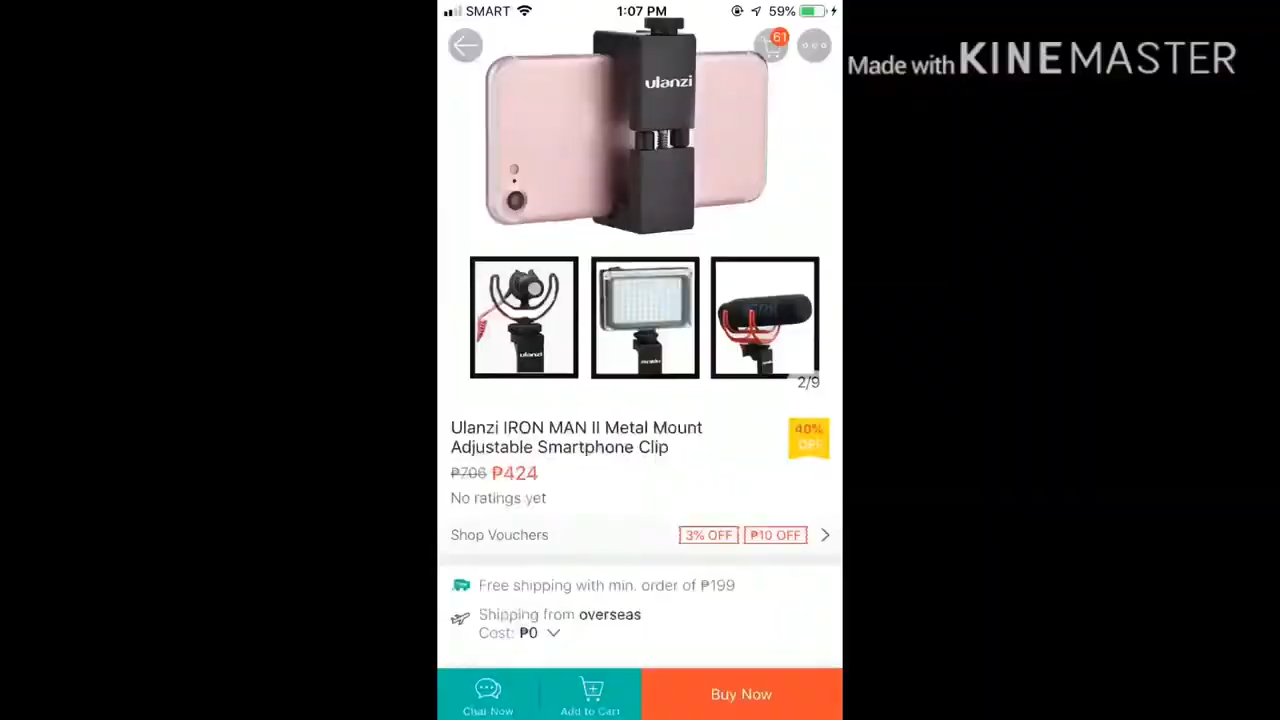 SMART 1:07 PM 59%
61
Made with KINEMASTER
ulanzi
ulanzi
2/9
Ulanzi IRON MAN II Metal Mount
Adjustable Smartphone Clip
40%
OFF
₱706 ₱424
No ratings yet
Shop Vouchers 3% OFF ₱10 OFF
Free shipping with min. order of ₱199
Shipping from overseas
Cost: ₱0
Chat Now Add to Cart Buy Now